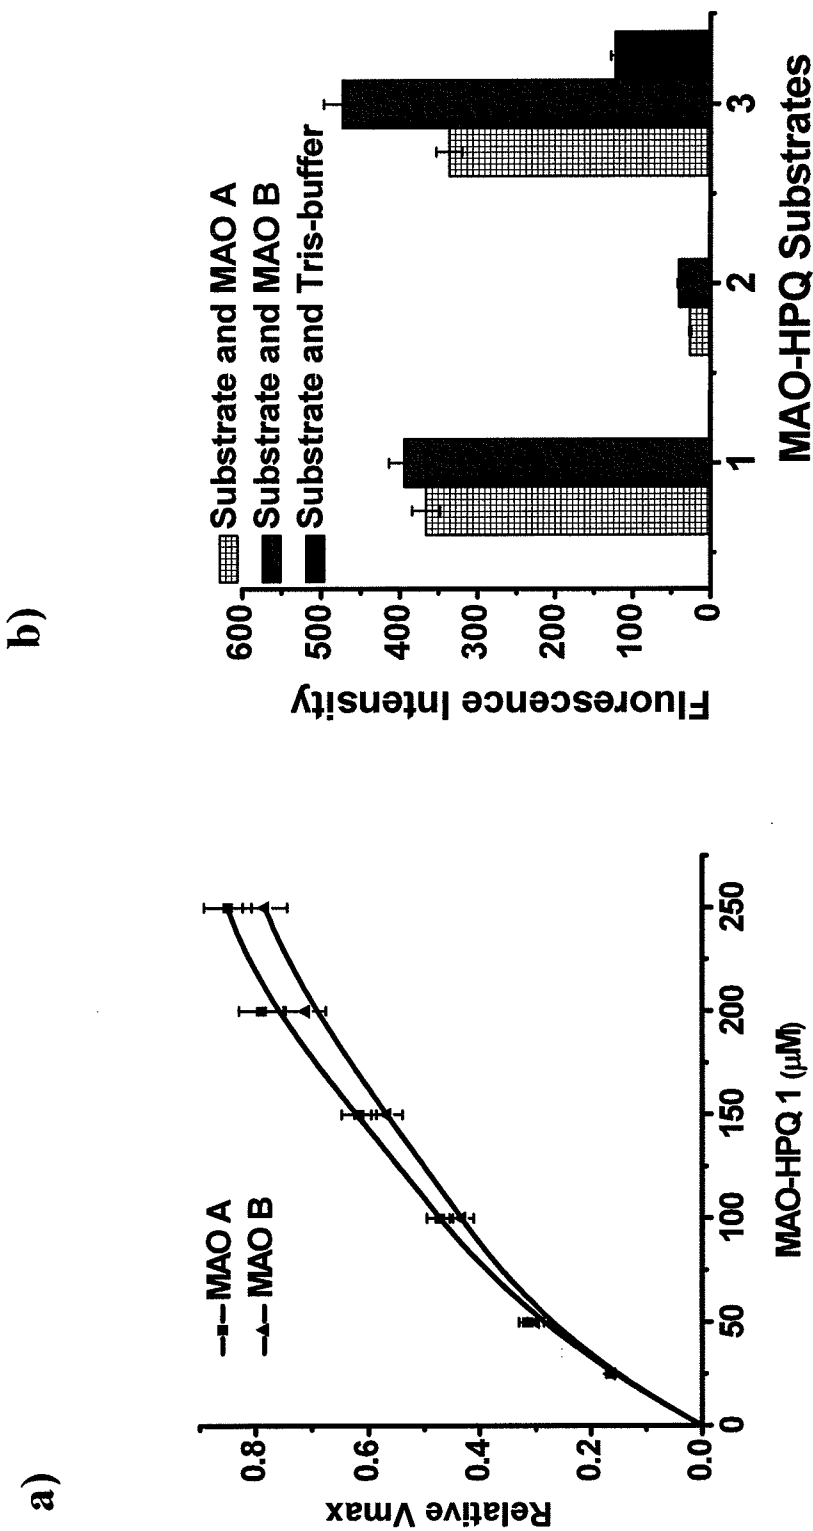 a)
MAO A
MAO B
Relative Vmax
0.8
0.6
0.4
0.2
0.0
0
50
100
150
200
250
MAO-HPQ 1 (μM)
b)
Substrate and MAO A
Substrate and MAO B
Substrate and Tris-buffer
Fluorescence Intensity
600
500
400
300
200
100
0
1
2
3
MAO-HPQ Substrates